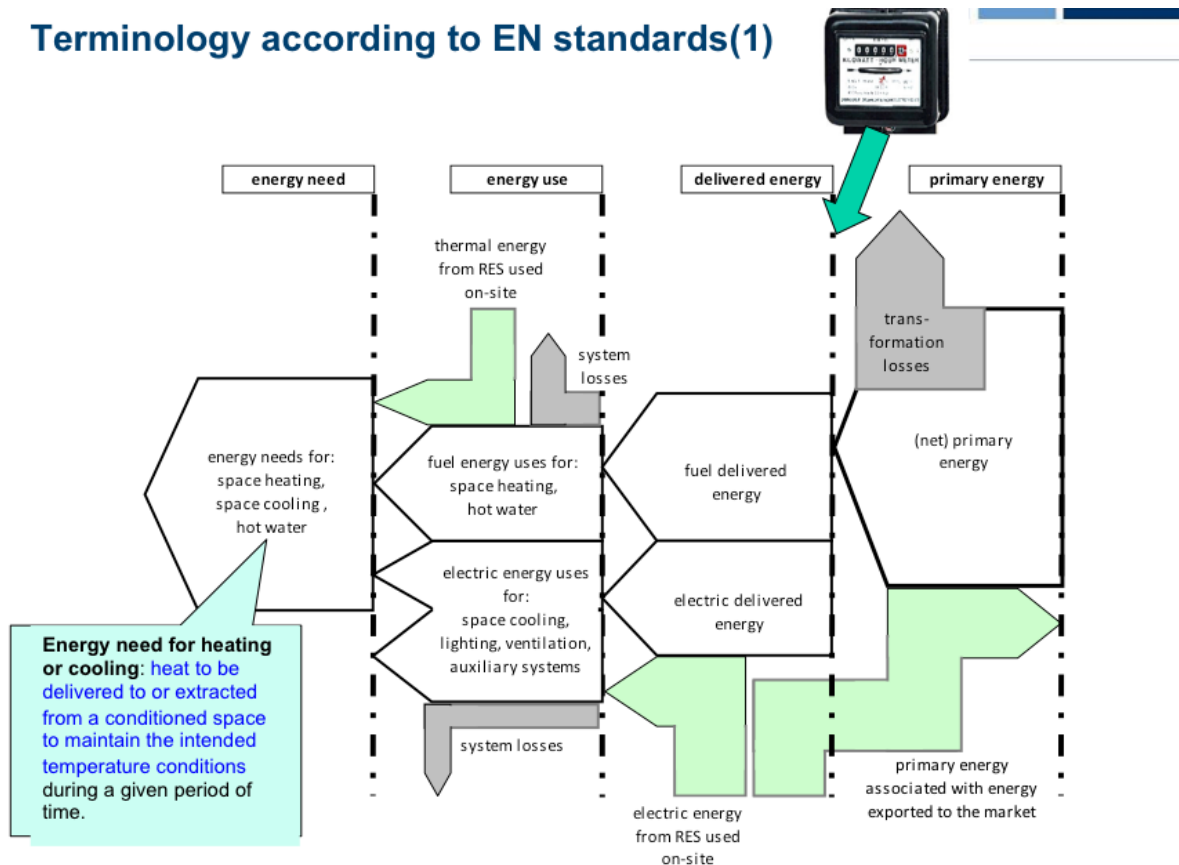 Terminology according to EN standards(1)
KILOWATT-HOUR METER
energy need
energy use
delivered energy
primary energy
thermal energy
from RES used
on-site
system
losses
trans-
formation
losses
energy needs for:
space heating,
space cooling ,
hot water
fuel energy uses for:
space heating,
hot water
fuel delivered
energy
(net) primary
energy
electric energy uses
for:
space cooling,
lighting, ventilation,
auxiliary systems
electric delivered
energy
Energy need for heating
or cooling: heat to be
delivered to or extracted
from a conditioned space
to maintain the intended
temperature conditions
during a given period of
time.
system losses
electric energy
from RES used
on-site
primary energy
associated with energy
exported to the market